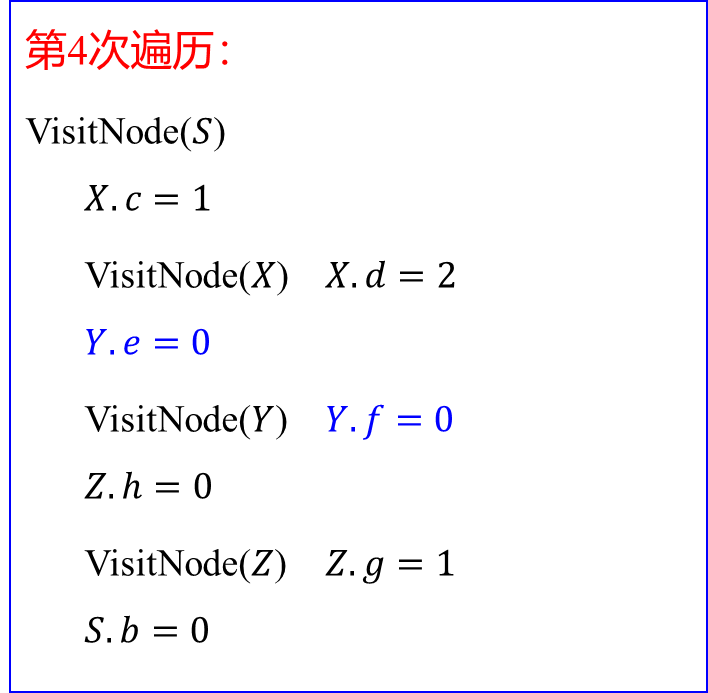 第4次遍历：
VisitNode(S)
X.c = 1
VisitNode(X) X.d = 2
Y.e = 0
VisitNode(Y) Y.f = 0
Z.h = 0
VisitNode(Z) Z.g = 1
S.b = 0